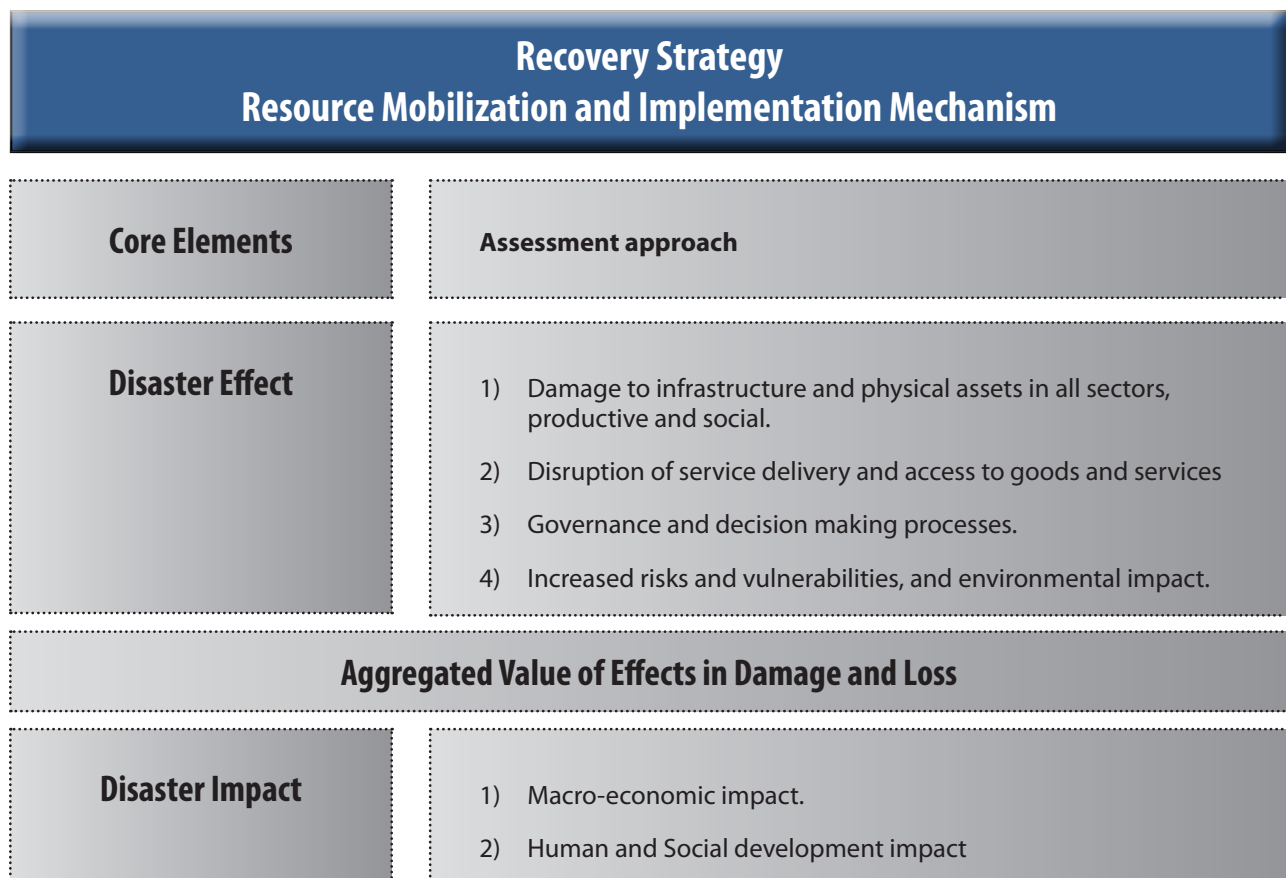 Recovery Strategy
Resource Mobilization and Implementation Mechanism
Core Elements
Assessment approach
Disaster Effect
1) Damage to infrastructure and physical assets in all sectors,
productive and social.
2) Disruption of service delivery and access to goods and services
3) Governance and decision making processes.
4) Increased risks and vulnerabilities, and environmental impact.
Aggregated Value of Effects in Damage and Loss
Disaster Impact
1) Macro-economic impact.
2) Human and Social development impact